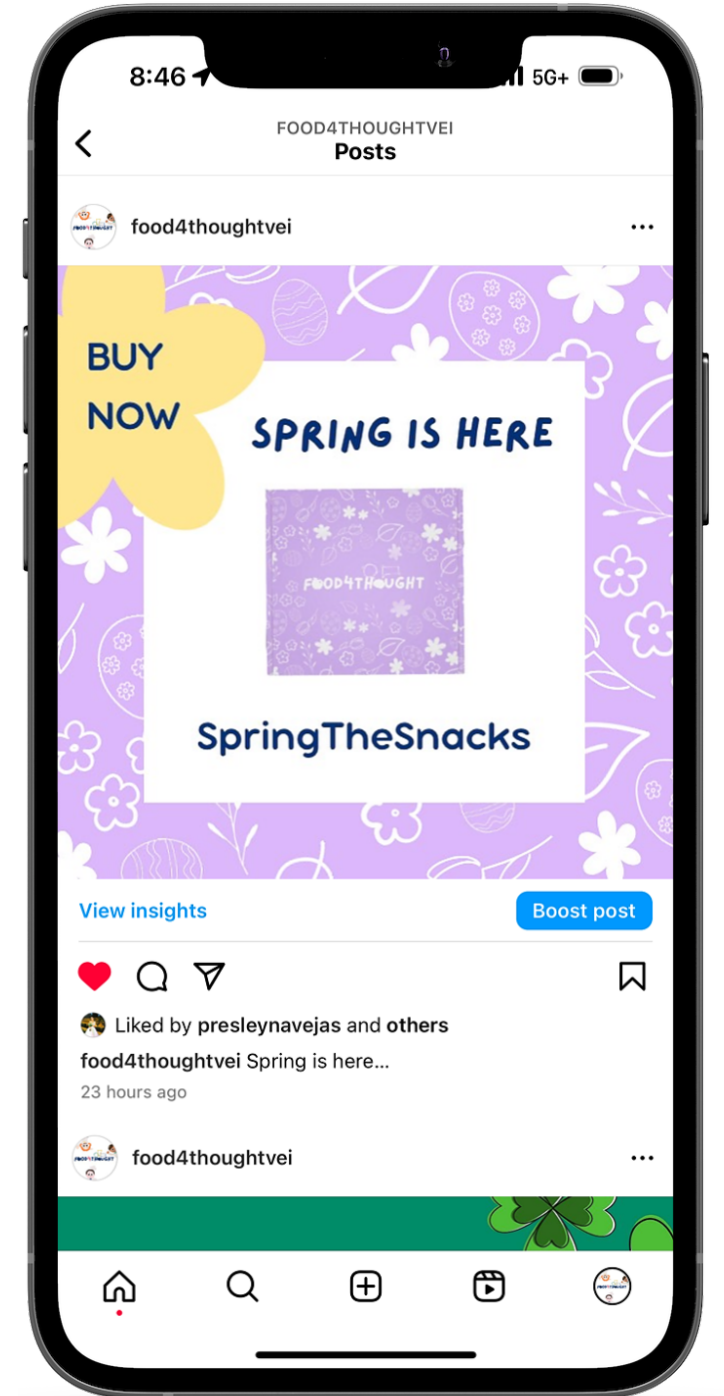 8:46
5G+
FOOD4THOUGHTVEI
Posts
food4thoughtvei
BUY
NOW
SPRING IS HERE
FOOD4THOUGHT
SpringTheSnacks
View insights
Boost post
Liked by presleynavejas and others
food4thoughtvei Spring is here...
23 hours ago
food4thoughtvei